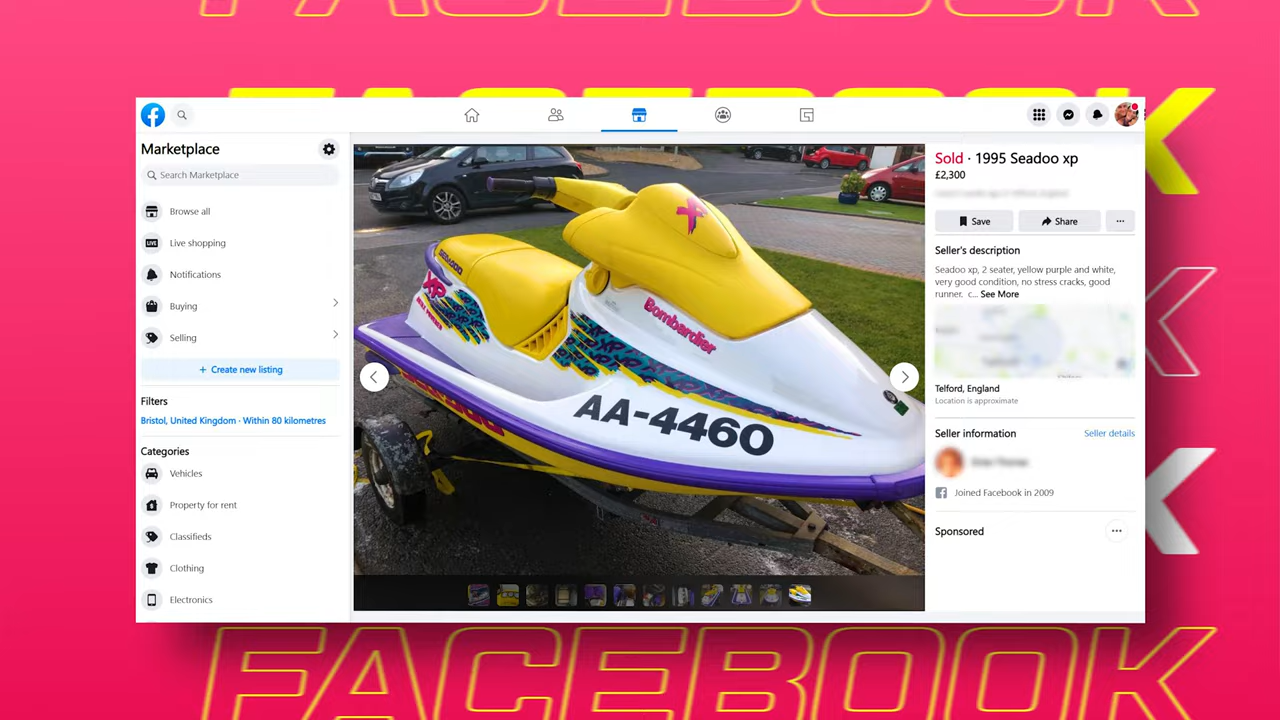 FACEBOOK
FACEBOOK
Marketplace
Search Marketplace
Browse all
LIVE Live shopping
Notifications
Buying
Selling
+ Create new listing
Filters
Bristol, United Kingdom · Within 80 kilometres
Categories
Vehicles
Property for rent
Classifieds
Clothing
Electronics
XP
SEADOO
XP
Bombardier
AA-4460
Sold · 1995 Seadoo xp
£2,300
Save
Share
Seller's description
Seadoo xp, 2 seater, yellow purple and white,
very good condition, no stress cracks, good
runner. c... See More
Telford, England
Location is approximate
Seller information
Seller details
Joined Facebook in 2009
Sponsored
FACEBOOK